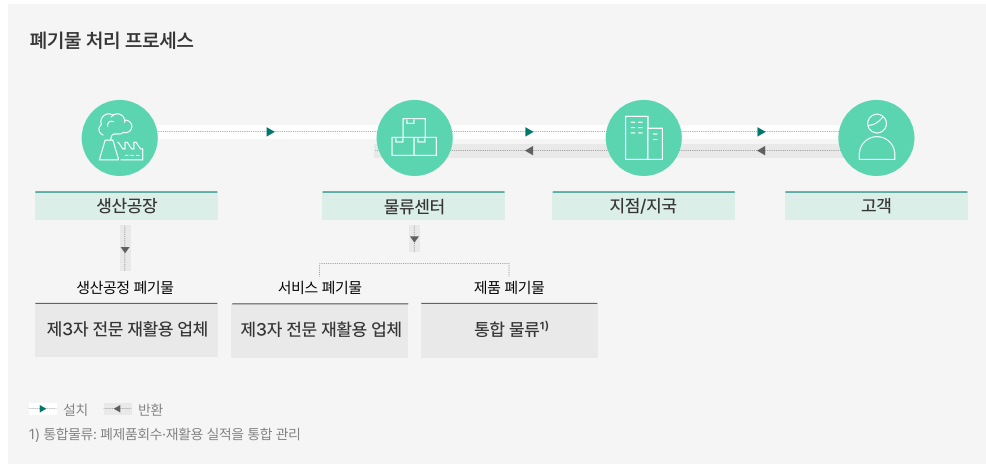 폐기물 처리 프로세스
생산공장
물류센터
지점/지국
고객
생산공정 폐기물
서비스 폐기물
제품 폐기물
제3자 전문 재활용 업체
제3자 전문 재활용 업체
통합 물류1)
설치
반환
1) 통합물류: 폐제품회수·재활용 실적을 통합 관리